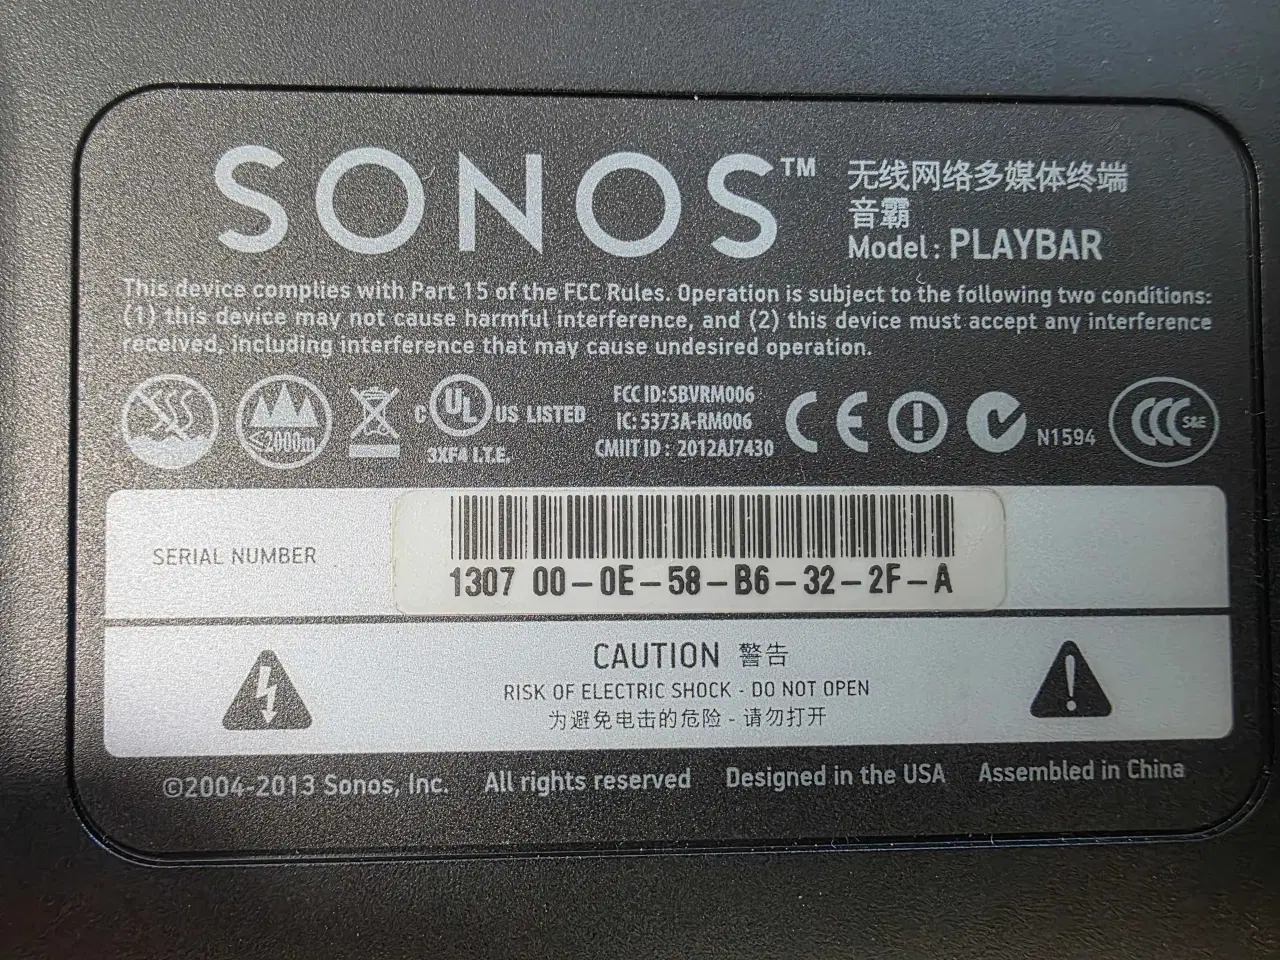 SONOS™
无线网络多媒体终端
音霸
Model: PLAYBAR
This device complies with Part 15 of the FCC Rules. Operation is subject to the following two conditions:
(1) this device may not cause harmful interference, and (2) this device must accept any interference
received, including interference that may cause undesired operation.
<2000m
C UL US LISTED
3XF4 I.T.E.
FCC ID:SBVRM006
IC: 5373A-RM006
CMIIT ID : 2012AJ7430
CE
N1594
CCC S&E
SERIAL NUMBER
1307 00-0E-58-B6-32-2F-A
CAUTION 警告
RISK OF ELECTRIC SHOCK - DO NOT OPEN
为避免电击的危险 - 请勿打开
©2004-2013 Sonos, Inc. All rights reserved Designed in the USA Assembled in China